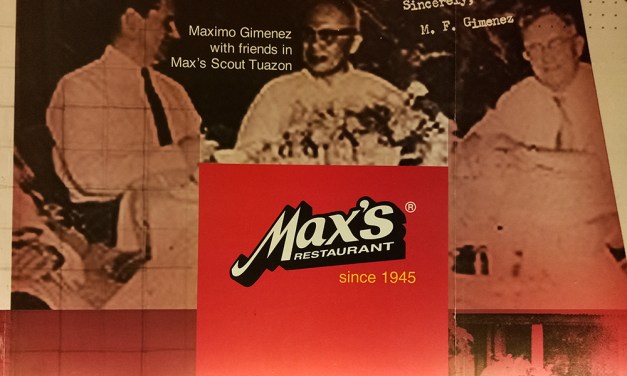 Maximo Gimenez
with friends in
Max's Scout Tuazon
Sincerely,
M. F. Gimenez
Max's®
RESTAURANT
since 1945